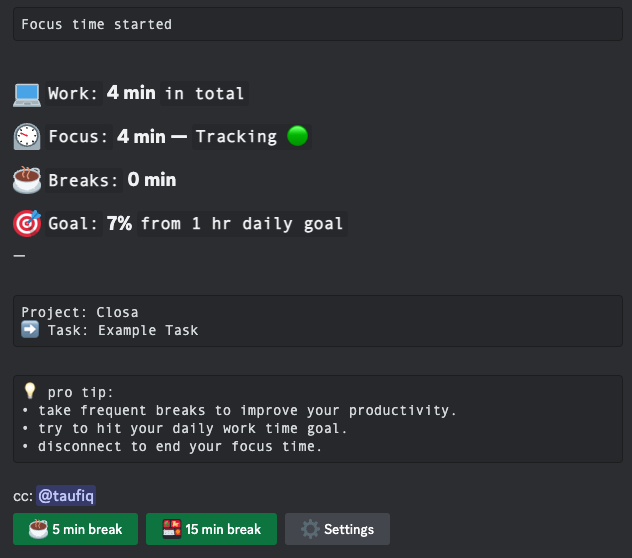 Focus time started
Work: 4 min in total
Focus: 4 min — Tracking
Breaks: 0 min
Goal: 7% from 1 hr daily goal
—
Project: Closa
Task: Example Task
pro tip:
• take frequent breaks to improve your productivity.
• try to hit your daily work time goal.
• disconnect to end your focus time.
cc: @taufiq
5 min break 15 min break Settings